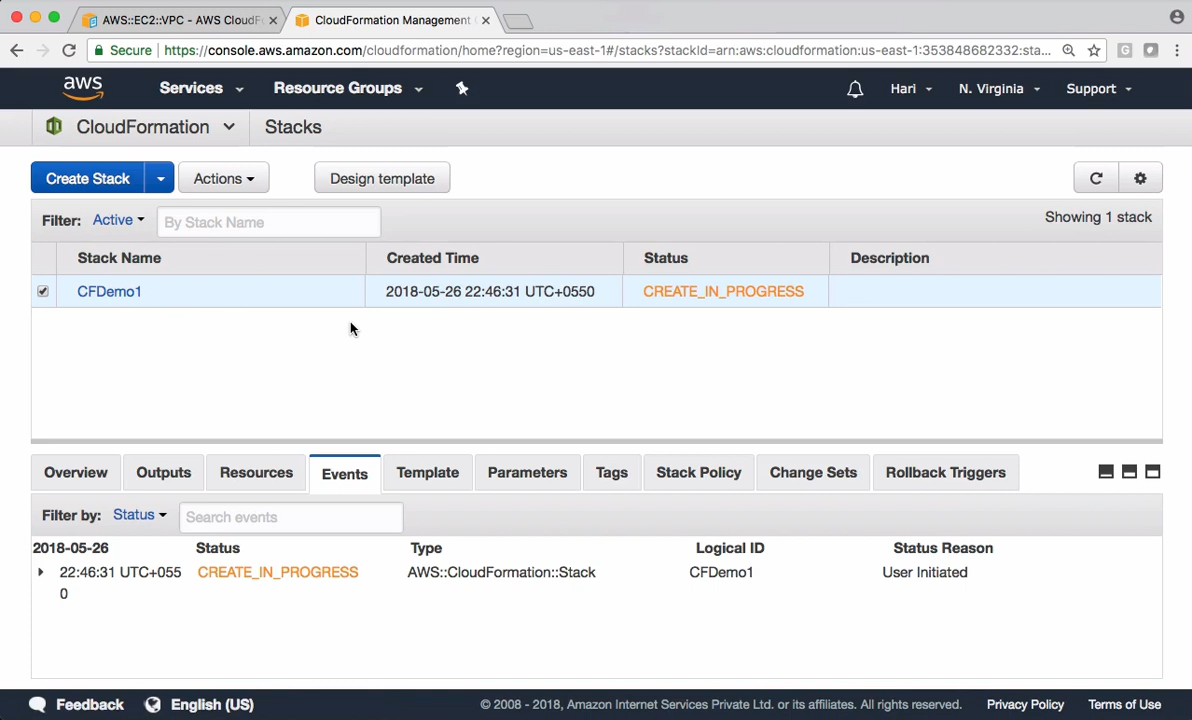 AWS::EC2::VPC - AWS CloudF
CloudFormation Management
Secure
https://console.aws.amazon.com/cloudformation/home?region=us-east-1#/stacks?stackId=arn:aws:cloudformation:us-east-1:353848682332:sta...
aws
Services
Resource Groups
Hari
N. Virginia
Support
CloudFormation
Stacks
Create Stack
Actions
Design template
Filter: Active
By Stack Name
Showing 1 stack
Stack Name
Created Time
Status
Description
CFDemo1
2018-05-26 22:46:31 UTC+0550
CREATE_IN_PROGRESS
Overview
Outputs
Resources
Events
Template
Parameters
Tags
Stack Policy
Change Sets
Rollback Triggers
Filter by: Status
Search events
2018-05-26
Status
Type
Logical ID
Status Reason
22:46:31 UTC+055
0
CREATE_IN_PROGRESS
AWS::CloudFormation::Stack
CFDemo1
User Initiated
Feedback
English (US)
© 2008 - 2018, Amazon Internet Services Private Ltd. or its affiliates. All rights reserved.
Privacy Policy
Terms of Use